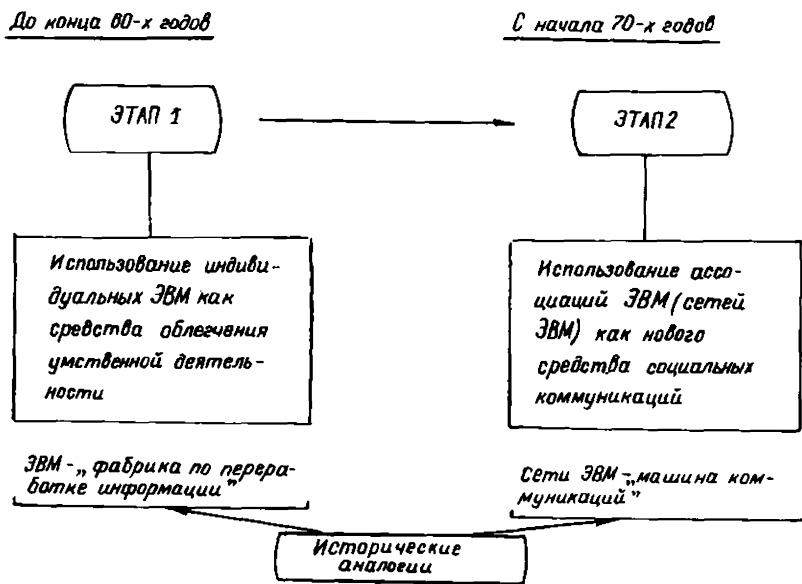 До конца 60-х годов
С начала 70-х годов
ЭТАП 1
ЭТАП 2
Использование индиви-
дуальных ЭВМ как
средства облегчения
умственной деятель-
ности
Использование ассо-
циаций ЭВМ (сетей
ЭВМ) как нового
средства социальных
коммуникаций
ЭВМ-„фабрика по перера-
ботке информации”
Сети ЭВМ-„машина ком-
муникаций”
Исторические
аналогии